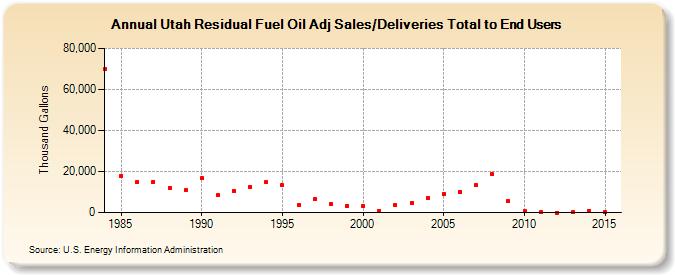 Annual Utah Residual Fuel Oil Adj Sales/Deliveries Total to End Users
80,000
60,000
40,000
20,000
0
Thousand Gallons
1985 1990 1995 2000 2005 2010 2015
Source: U.S. Energy Information Administration